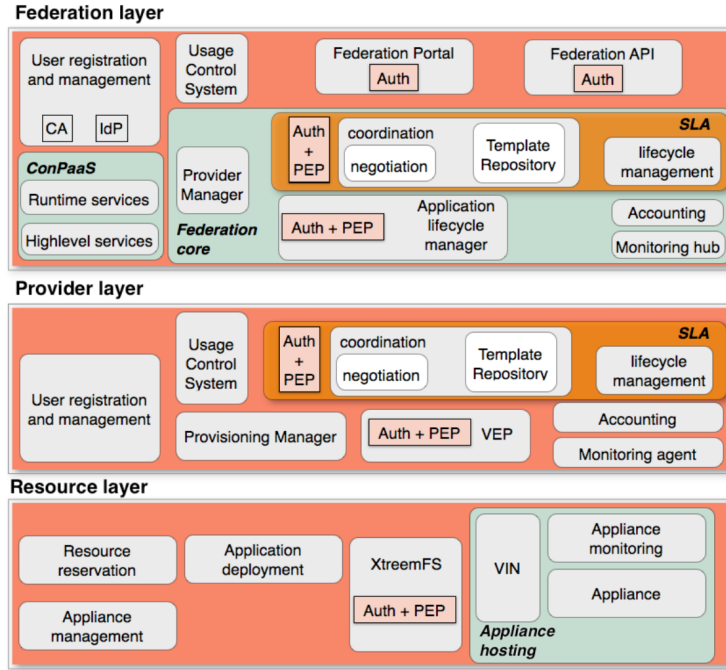 Federation layer
User registration
and management
CA
IdP
Usage
Control
System
Federation Portal
Auth
Federation API
Auth
ConPaaS
Runtime services
Highlevel services
Provider
Manager
Federation
core
Auth
+
PEP
coordination
negotiation
Template
Repository
SLA
lifecycle
management
Auth + PEP
Application
lifecycle
manager
Accounting
Monitoring hub
Provider layer
User registration
and management
Usage
Control
System
Auth
+
PEP
coordination
negotiation
Template
Repository
SLA
lifecycle
management
Provisioning Manager
Auth + PEP
VEP
Accounting
Monitoring agent
Resource layer
Resource
reservation
Application
deployment
Appliance
management
XtreemFS
Auth + PEP
VIN
Appliance
monitoring
Appliance
Appliance
hosting